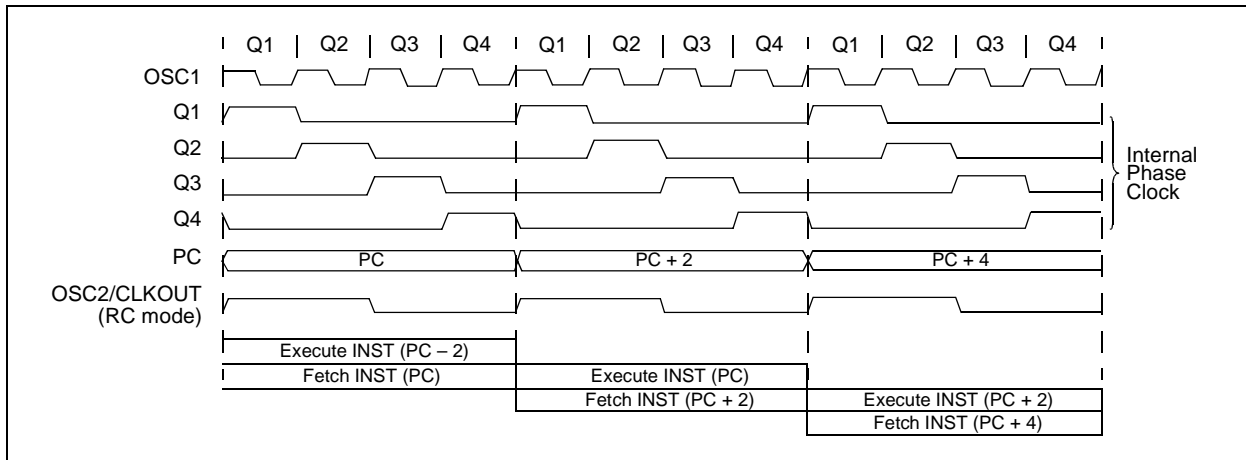 Q1 Q2 Q3 Q4 Q1 Q2 Q3 Q4 Q1 Q2 Q3 Q4
OSC1
Q1
Q2
Q3
Q4
Internal
Phase
Clock
PC PC PC + 2 PC + 4
OSC2/CLKOUT
(RC mode)
Execute INST (PC – 2)
Fetch INST (PC) Execute INST (PC)
Fetch INST (PC + 2) Execute INST (PC + 2)
Fetch INST (PC + 4)